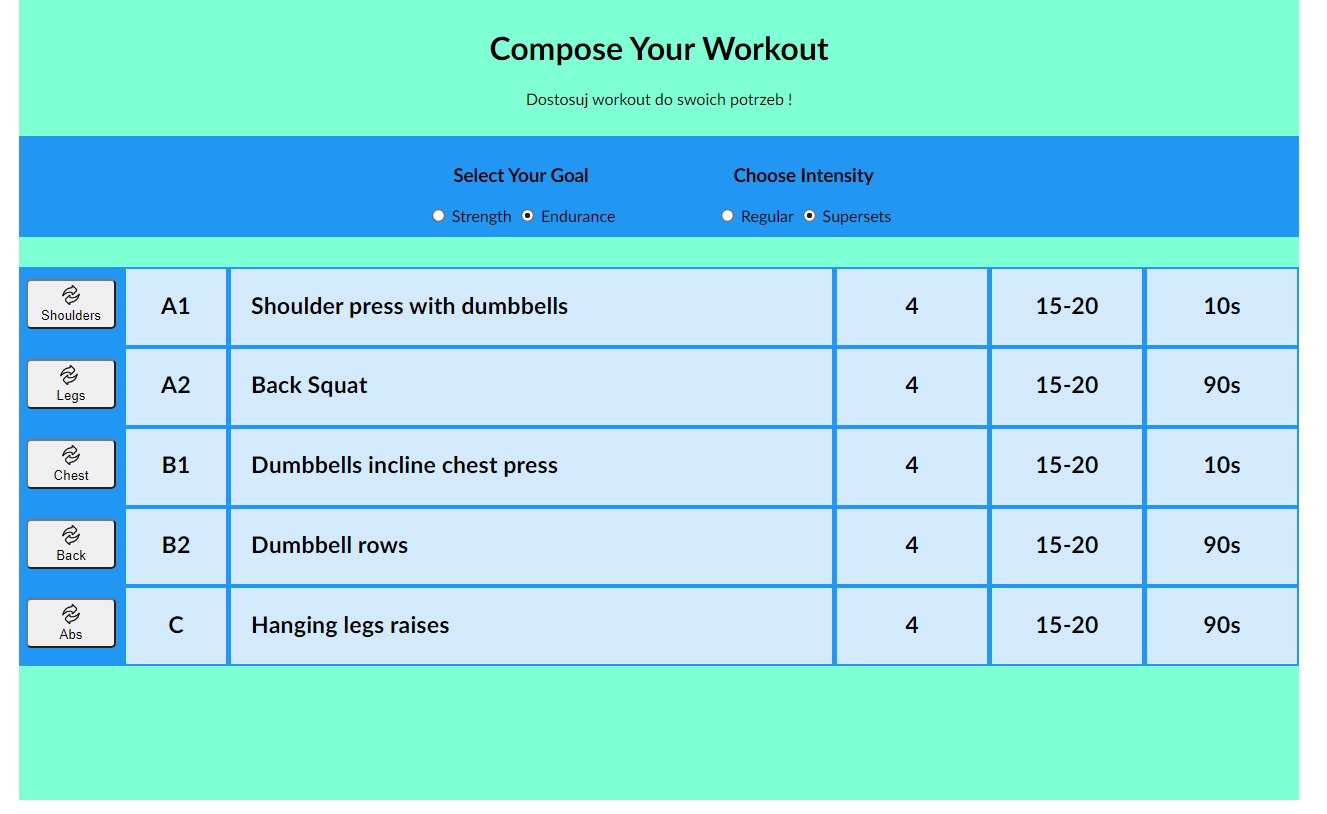 Compose Your Workout
Dostosuj workout do swoich potrzeb !
Select Your Goal
Strength Endurance
Choose Intensity
Regular Supersets
Shoulders A1 Shoulder press with dumbbells 4 15-20 10s
Legs A2 Back Squat 4 15-20 90s
Chest B1 Dumbbells incline chest press 4 15-20 10s
Back B2 Dumbbell rows 4 15-20 90s
Abs C Hanging legs raises 4 15-20 90s